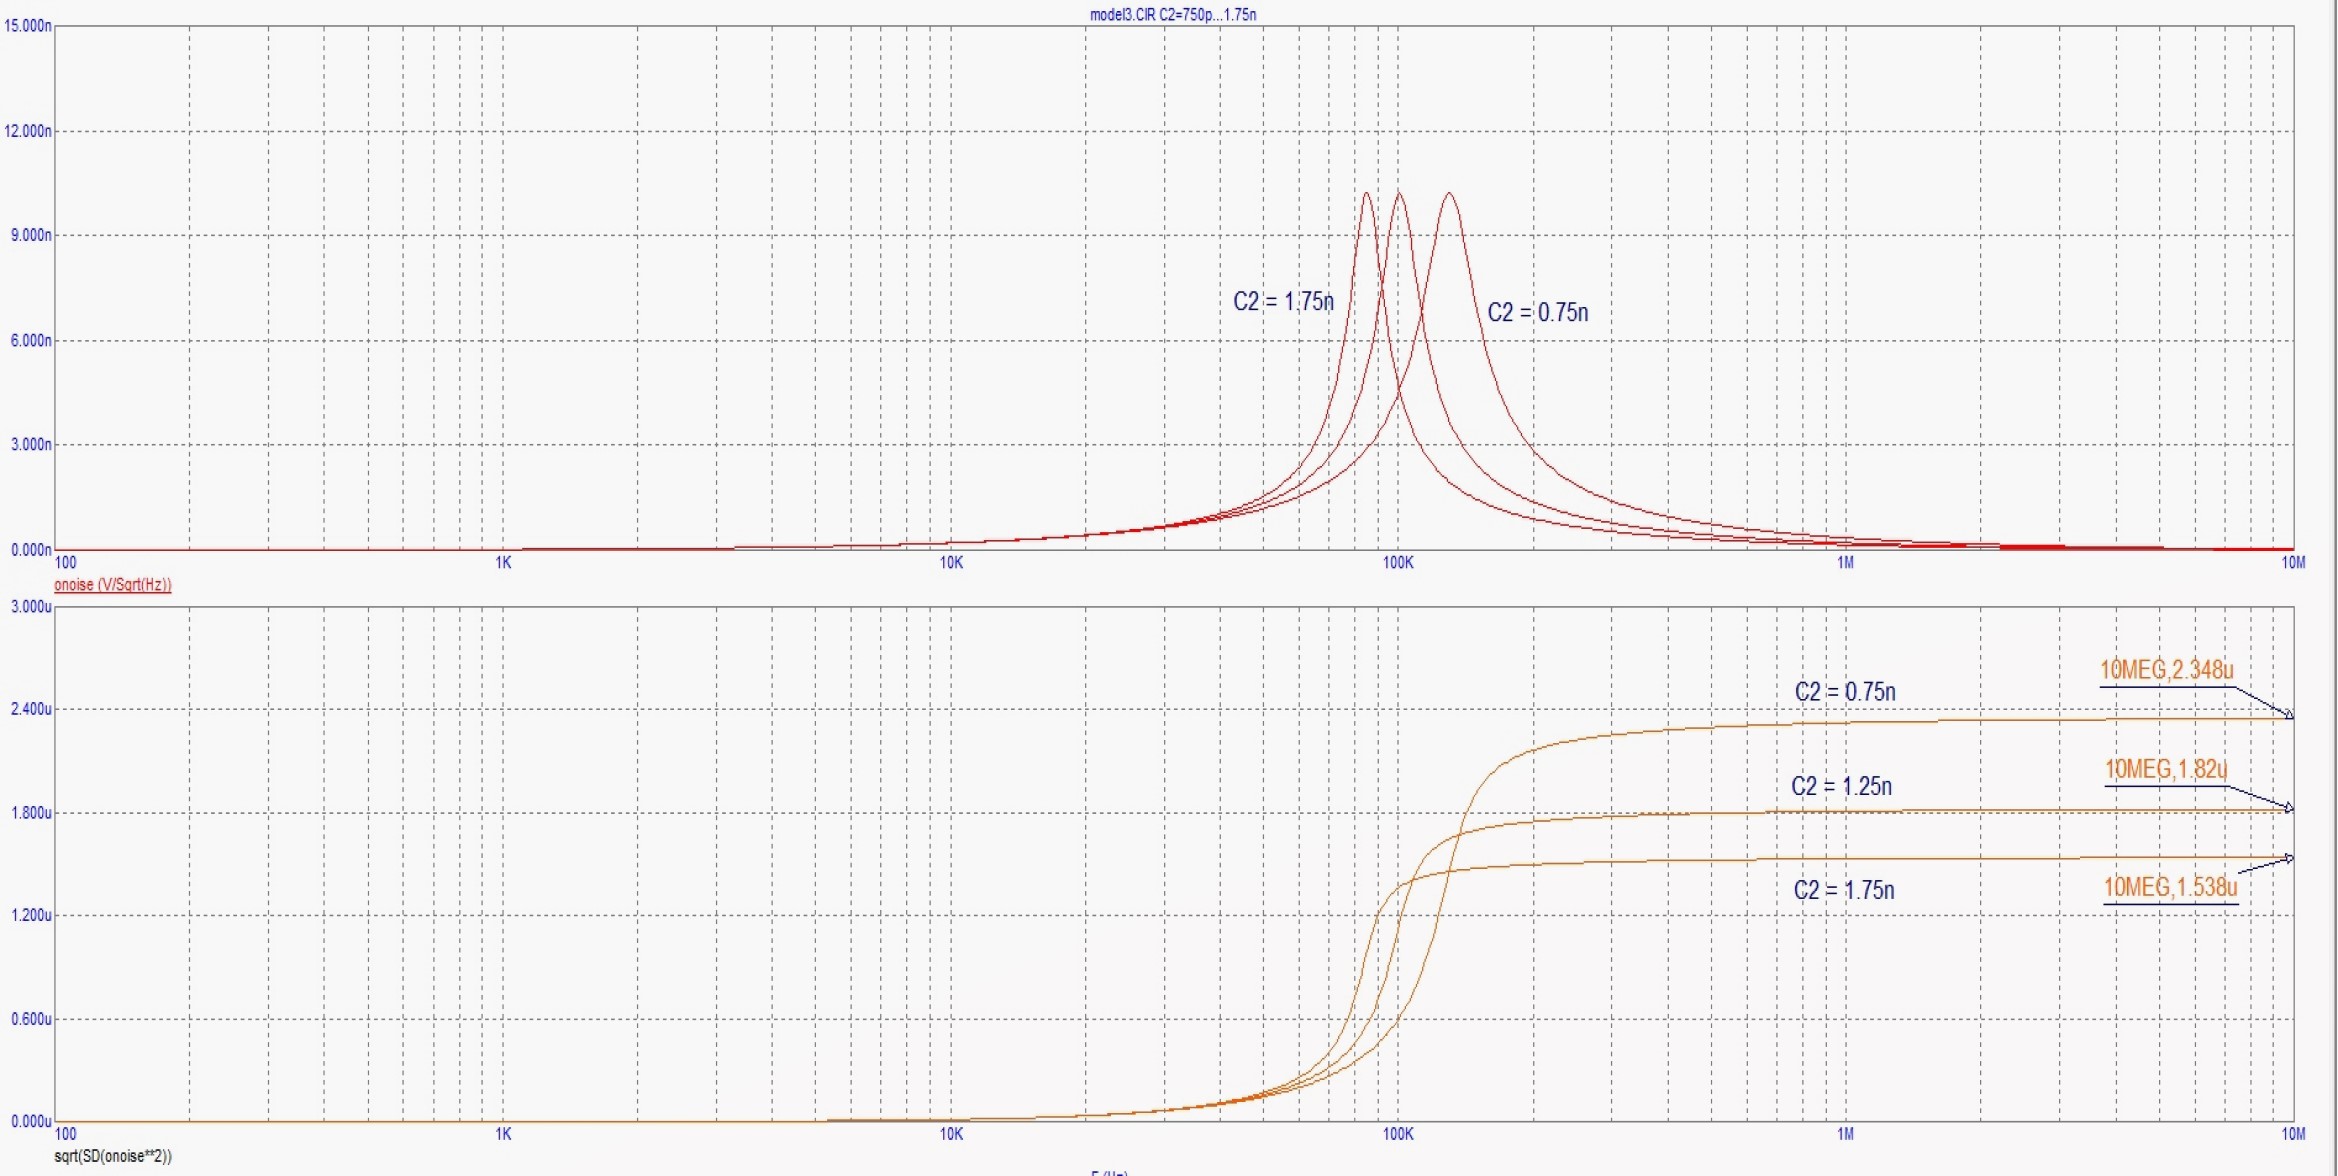 model3.CIR C2=750p...1.75n
15.000n
12.000n
9.000n
6.000n
3.000n
0.000n
C2 = 1.75n
C2 = 0.75n
100 1K 10K 100K 1M 10M
onoise (V/Sqrt(Hz))
3.000u
2.400u
1.800u
1.200u
0.600u
0.000u
10MEG,2.348u
C2 = 0.75n
10MEG,1.82u
C2 = 1.25n
10MEG,1.538u
C2 = 1.75n
100 1K 10K 100K 1M 10M
sqrt(SD(onoise**2))